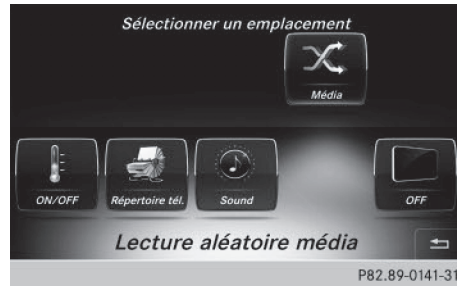 Sélectionner un emplacement
Média
ON/OFF
Répertoire tél.
Sound
OFF
Lecture aléatoire média
P82.89-0141-31